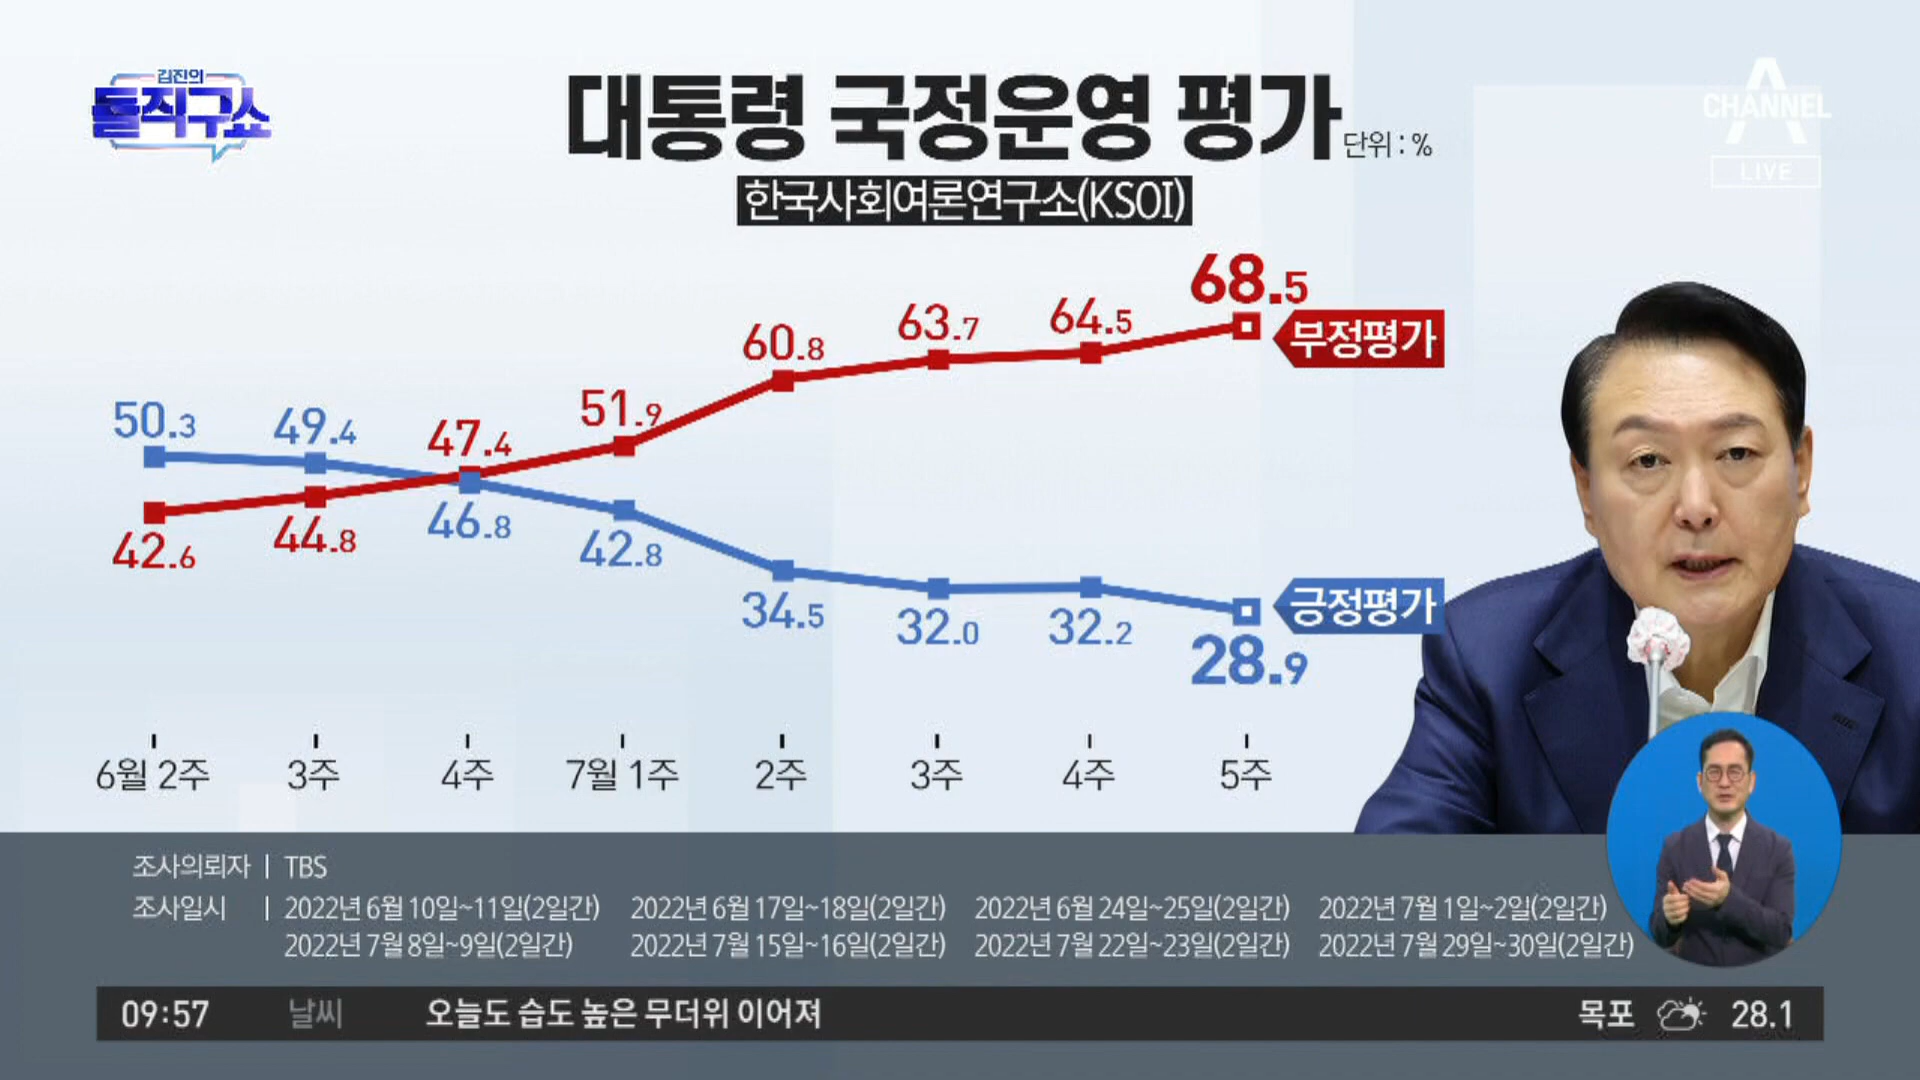 김진의
돌직구쇼
대통령 국정운영 평가
단위 : %
CHANNEL A
LIVE
한국사회여론연구소(KSOI)
68.5
64.5
63.7
60.8
부정평가
51.9
50.3
49.4
47.4
42.6
44.8
46.8
42.8
34.5
32.0
32.2
긍정평가
28.9
6월 2주 3주 4주 7월 1주 2주 3주 4주 5주
조사의뢰자 | TBS
조사일시 | 2022년 6월 10일~11일(2일간) 2022년 6월 17일~18일(2일간) 2022년 6월 24일~25일(2일간) 2022년 7월 1일~2일(2일간)
2022년 7월 8일~9일(2일간) 2022년 7월 15일~16일(2일간) 2022년 7월 22일~23일(2일간) 2022년 7월 29일~30일(2일간)
09:57 날씨 오늘도 습도 높은 무더위 이어져 목포 28.1